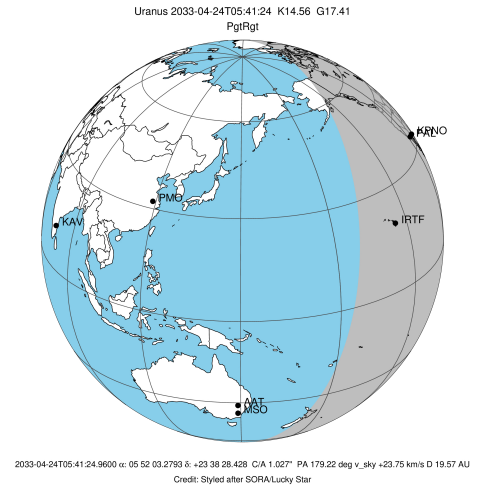 Uranus 2033-04-24T05:41:24  K14.56  G17.41
PgtRgt
KPNO
PAL
PMO
KAV
IRTF
AAT
MSO
2033-04-24T05:41:24.9600 α: 05 52 03.2793 δ: +23 38 28.428  C/A 1.027"  PA 179.22 deg v_sky +23.75 km/s D 19.57 AU
Credit: Styled after SORA/Lucky Star